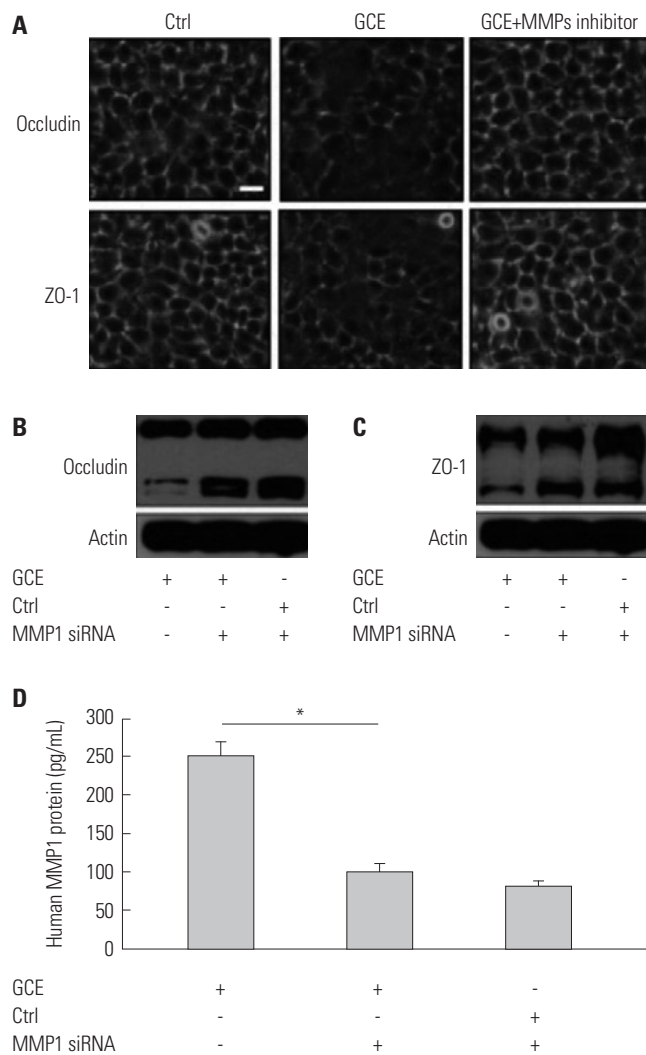 A
Ctrl GCE GCE+MMPs inhibitor
Occludin
ZO-1
B
Occludin
Actin
GCE + + -
Ctrl - - +
MMP1 siRNA - + +
C
ZO-1
Actin
GCE + + -
Ctrl - - +
MMP1 siRNA - + +
D
Human MMP1 protein (pg/mL)
300
250
200
150
100
50
0
*
GCE + + -
Ctrl - - +
MMP1 siRNA - + +